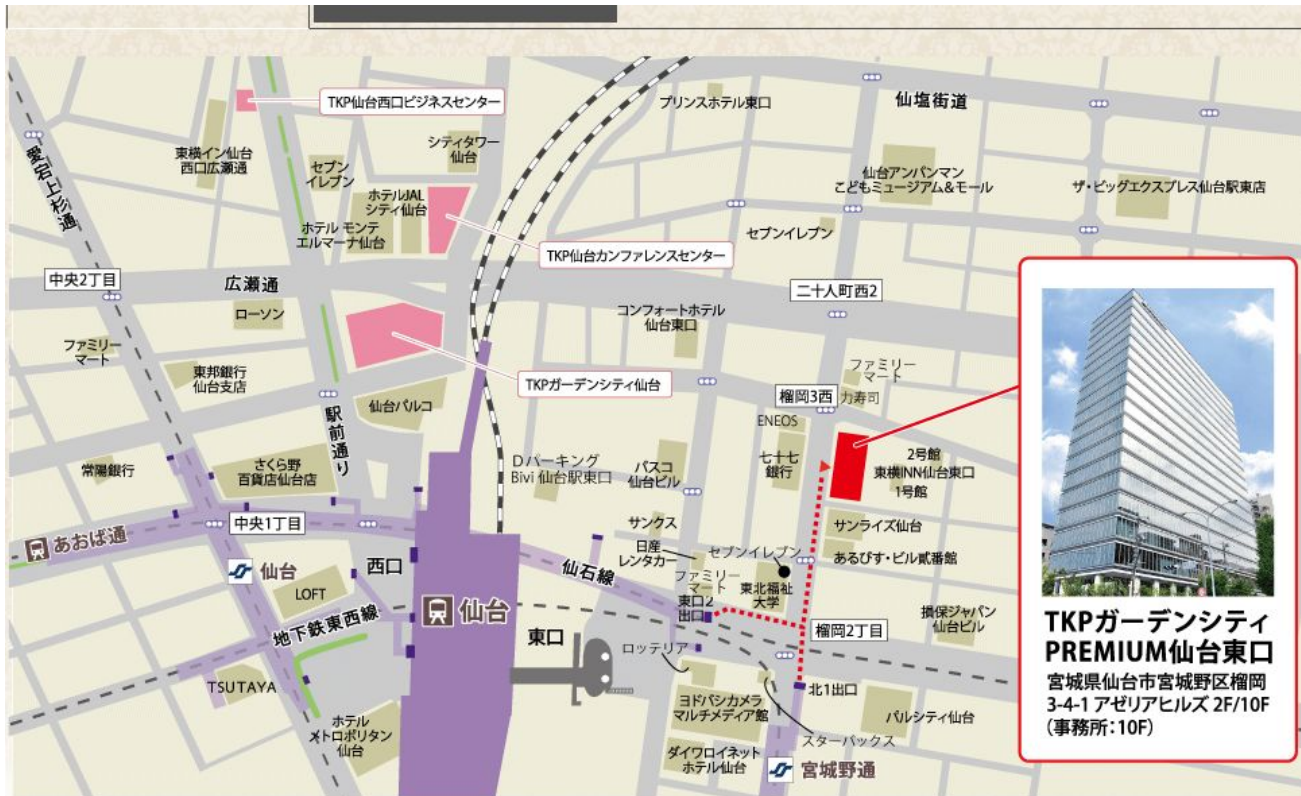 TKP仙台西口ビジネスセンター
プリンスホテル東口
仙塩街道
愛宕上杉通
東横イン仙台
西口広瀬通
セブン
イレブン
シティタワー
仙台
ホテルJAL
シティ仙台
ホテル モンテ
エルマーナ仙台
仙台アンパンマン
こどもミュージアム&モール
ザ・ビッグエクスプレス仙台駅東店
セブンイレブン
TKP仙台カンファレンスセンター
中央2丁目
広瀬通
二十人町西2
ローソン
コンフォートホテル
仙台東口
ファミリー
マート
東邦銀行
仙台支店
TKPガーデンシティ仙台
ファミリー
マート
榴岡3西
力寿司
仙台パルコ
駅前通り
ENEOS
常陽銀行
さくら野
百貨店仙台店
Dパーキング
Bivi 仙台駅東口
パスコ
仙台ビル
七十七
銀行
2号館
東横INN仙台東口
1号館
中央1丁目
サンクス
サンライズ仙台
あおば通
仙台
西口
仙石線
日産
レンタカー
セブンイレブン
あるびす・ビル貳番館
ファミリー
マート
東北福祉
大学
LOFT
仙台
東口2
出口
地下鉄東西線
東口
榴岡2丁目
損保ジャパン
仙台ビル
ロッテリア
TSUTAYA
ヨドバシカメラ
マルチメディア館
北1出口
パルシティ仙台
ホテル
メトロポリタン
仙台
スターバックス
ダイワロイネット
ホテル仙台
宮城野通
TKPガーデンシティ
PREMIUM仙台東口
宮城県仙台市宮城野区榴岡
3-4-1 アゼリアヒルズ 2F/10F
(事務所:10F)